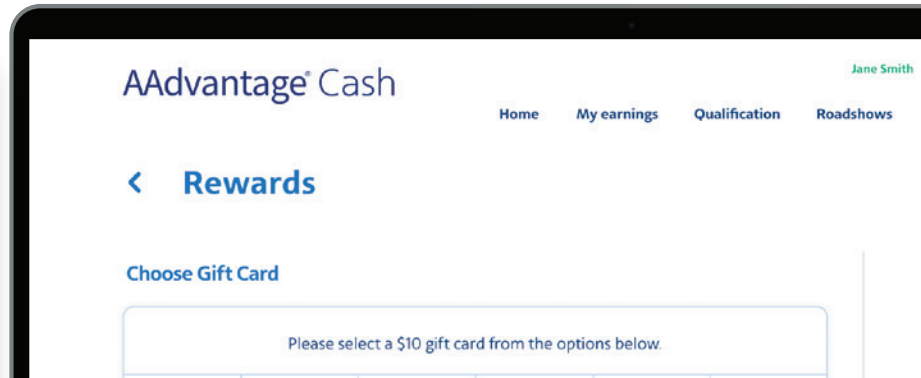 AAdvantage® Cash
Jane Smith
Home My earnings Qualification Roadshows
< Rewards
Choose Gift Card
Please select a $10 gift card from the options below.